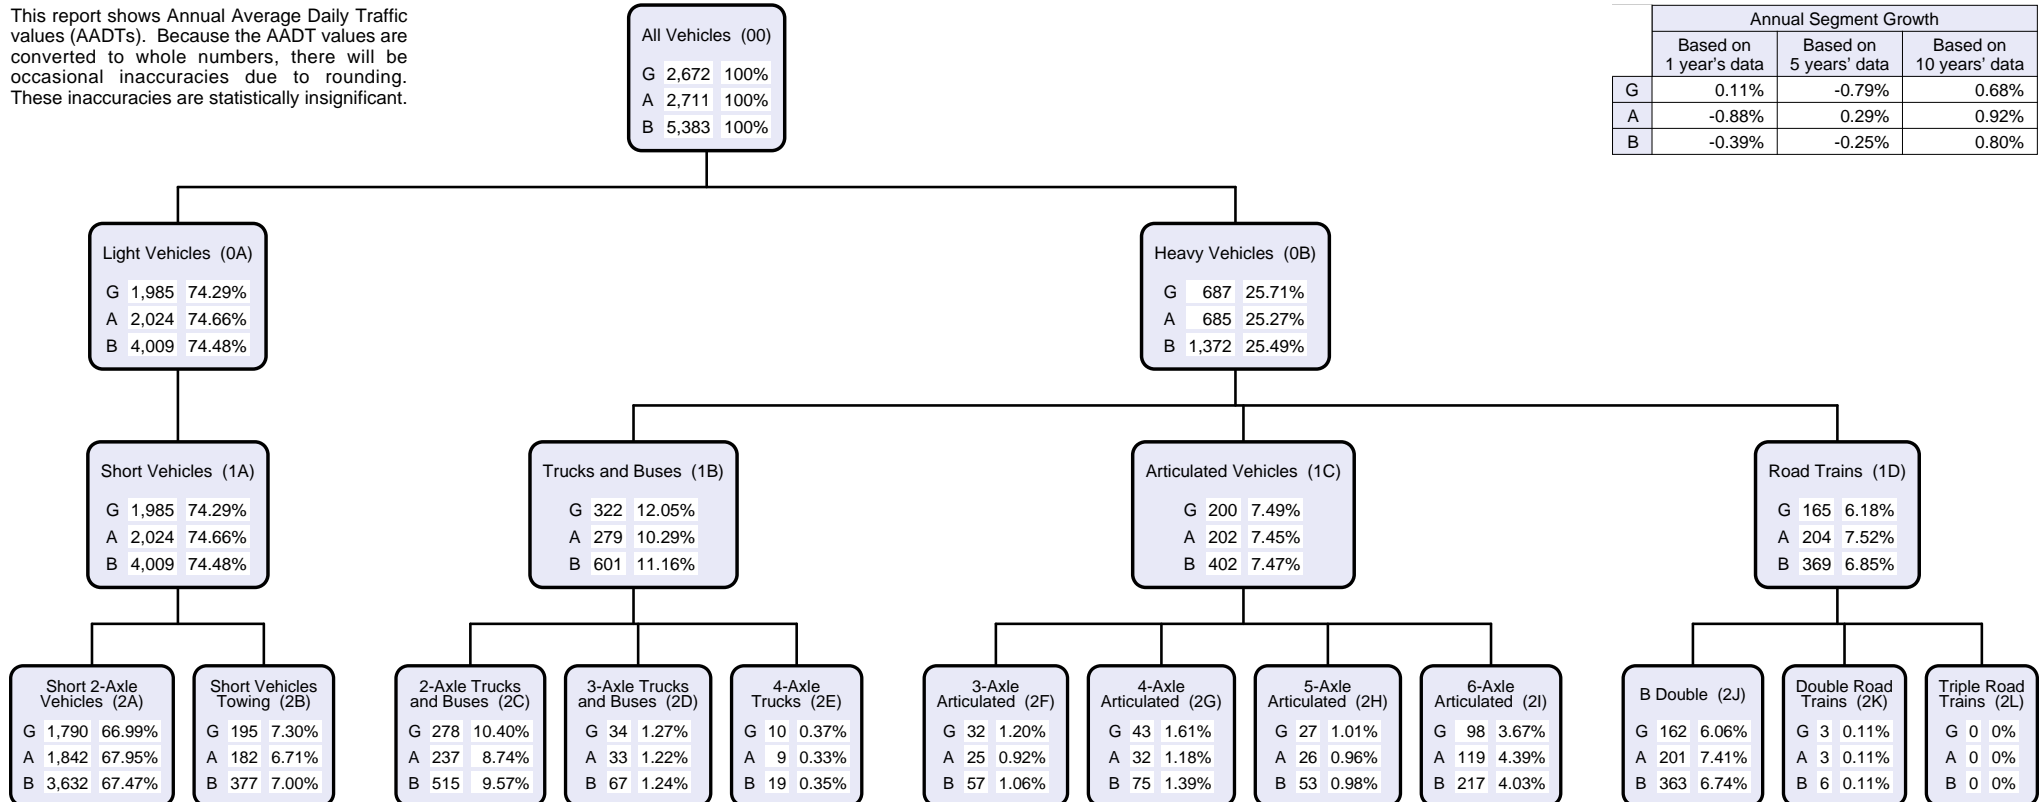 This report shows Annual Average Daily Traffic
values (AADTs). Because the AADT values are
converted to whole numbers, there will be
occasional inaccuracies due to rounding.
These inaccuracies are statistically insignificant.
All Vehicles (00)
G 2,672 100%
A 2,711 100%
B 5,383 100%
Annual Segment Growth
Based on 1 year's data Based on 5 years' data Based on 10 years' data
G 0.11% -0.79% 0.68%
A -0.88% 0.29% 0.92%
B -0.39% -0.25% 0.80%
Light Vehicles (0A)
G 1,985 74.29%
A 2,024 74.66%
B 4,009 74.48%
Heavy Vehicles (0B)
G 687 25.71%
A 685 25.27%
B 1,372 25.49%
Short Vehicles (1A)
G 1,985 74.29%
A 2,024 74.66%
B 4,009 74.48%
Trucks and Buses (1B)
G 322 12.05%
A 279 10.29%
B 601 11.16%
Articulated Vehicles (1C)
G 200 7.49%
A 202 7.45%
B 402 7.47%
Road Trains (1D)
G 165 6.18%
A 204 7.52%
B 369 6.85%
Short 2-Axle
Vehicles (2A)
G 1,790 66.99%
A 1,842 67.95%
B 3,632 67.47%
Short Vehicles
Towing (2B)
G 195 7.30%
A 182 6.71%
B 377 7.00%
2-Axle Trucks
and Buses (2C)
G 278 10.40%
A 237 8.74%
B 515 9.57%
3-Axle Trucks
and Buses (2D)
G 34 1.27%
A 33 1.22%
B 67 1.24%
4-Axle
Trucks (2E)
G 10 0.37%
A 9 0.33%
B 19 0.35%
3-Axle
Articulated (2F)
G 32 1.20%
A 25 0.92%
B 57 1.06%
4-Axle
Articulated (2G)
G 43 1.61%
A 32 1.18%
B 75 1.39%
5-Axle
Articulated (2H)
G 27 1.01%
A 26 0.96%
B 53 0.98%
6-Axle
Articulated (2I)
G 98 3.67%
A 119 4.39%
B 217 4.03%
B Double (2J)
G 162 6.06%
A 201 7.41%
B 363 6.74%
Double Road
Trains (2K)
G 3 0.11%
A 3 0.11%
B 6 0.11%
Triple Road
Trains (2L)
G 0 0%
A 0 0%
B 0 0%